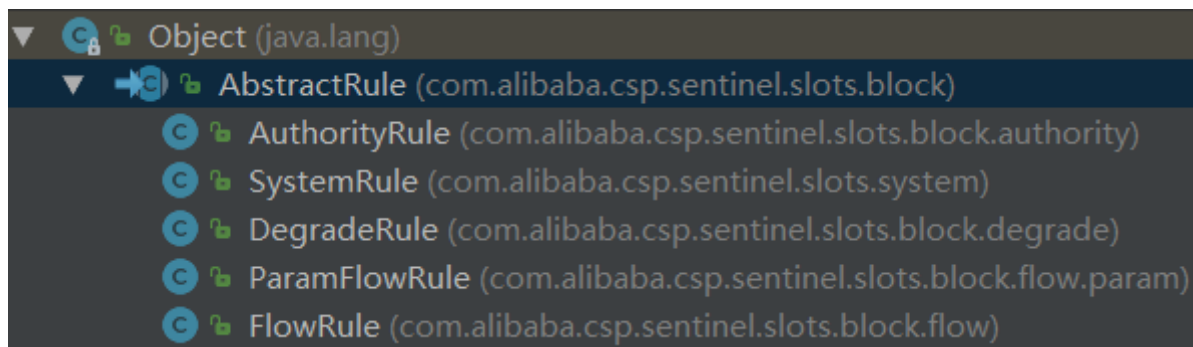 Object (java.lang)
AbstractRule (com.alibaba.csp.sentinel.slots.block)
AuthorityRule (com.alibaba.csp.sentinel.slots.block.authority)
SystemRule (com.alibaba.csp.sentinel.slots.system)
DegradeRule (com.alibaba.csp.sentinel.slots.block.degrade)
ParamFlowRule (com.alibaba.csp.sentinel.slots.block.flow.param)
FlowRule (com.alibaba.csp.sentinel.slots.block.flow)